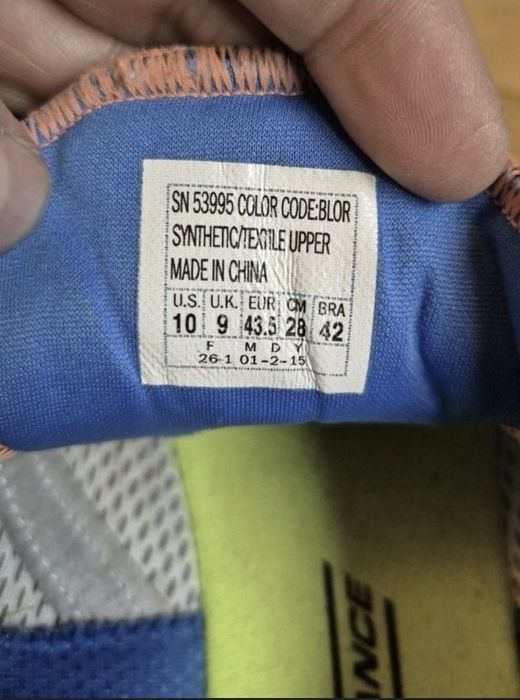 SN 53995 COLOR CODE:BLOR
SYNTHETIC/TEXTILE UPPER
MADE IN CHINA
U.S. U.K. EUR CM BRA
10 9 43.5 28 42
F M D Y
26-1 01-2-15
ANCE